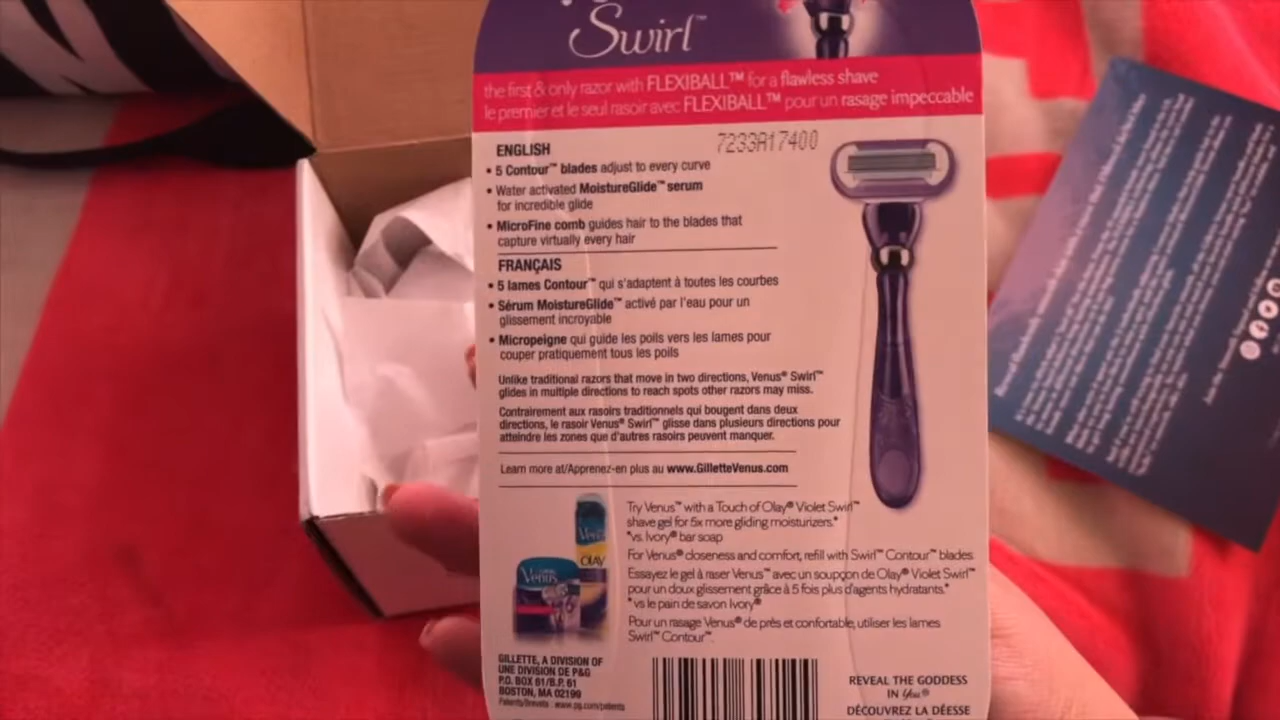 Swirl™
the first & only razor with FLEXIBALL™ for a flawless shave
le premier et le seul rasoir avec FLEXIBALL™ pour un rasage impeccable
7233A17400
ENGLISH
• 5 Contour™ blades adjust to every curve
• Water activated MoistureGlide™ serum
for incredible glide
• MicroFine comb guides hair to the blades that
capture virtually every hair
FRANÇAIS
• 5 lames Contour™ qui s'adaptent à toutes les courbes
• Sérum MoistureGlide™ activé par l'eau pour un
glissement incroyable
• Micropeigne qui guide les poils vers les lames pour
couper pratiquement tous les poils
Unlike traditional razors that move in two directions, Venus® Swirl™
glides in multiple directions to reach spots other razors may miss.
Contrairement aux rasoirs traditionnels qui bougent dans deux
directions, le rasoir Venus® Swirl™ glisse dans plusieurs directions pour
atteindre les zones que d'autres rasoirs peuvent manquer.
Learn more at/Apprenez-en plus au www.GilletteVenus.com
Try Venus™ with a Touch of Olay® Violet Swirl™
shave gel for 5x more gliding moisturizers.*
*vs. Ivory® bar soap
For Venus® closeness and comfort, refill with Swirl™ Contour™ blades.
Essayez le gel à raser Venus™ avec un soupçon de Olay® Violet Swirl™
pour un doux glissement grâce à 5 fois plus d'agents hydratants.*
*vs le pain de savon Ivory®
Pour un rasage Venus® de près et confortable, utiliser les lames
Swirl™ Contour™.
Venus
OLAY
Venus
GILLETTE, A DIVISION OF
UNE DIVISION DE P&G
P.O. BOX 61/B.P. 61
BOSTON, MA 02199
Patents/Brevets www.pg.com/patents
REVEAL THE GODDESS
IN You®
DÉCOUVREZ LA DÉESSE